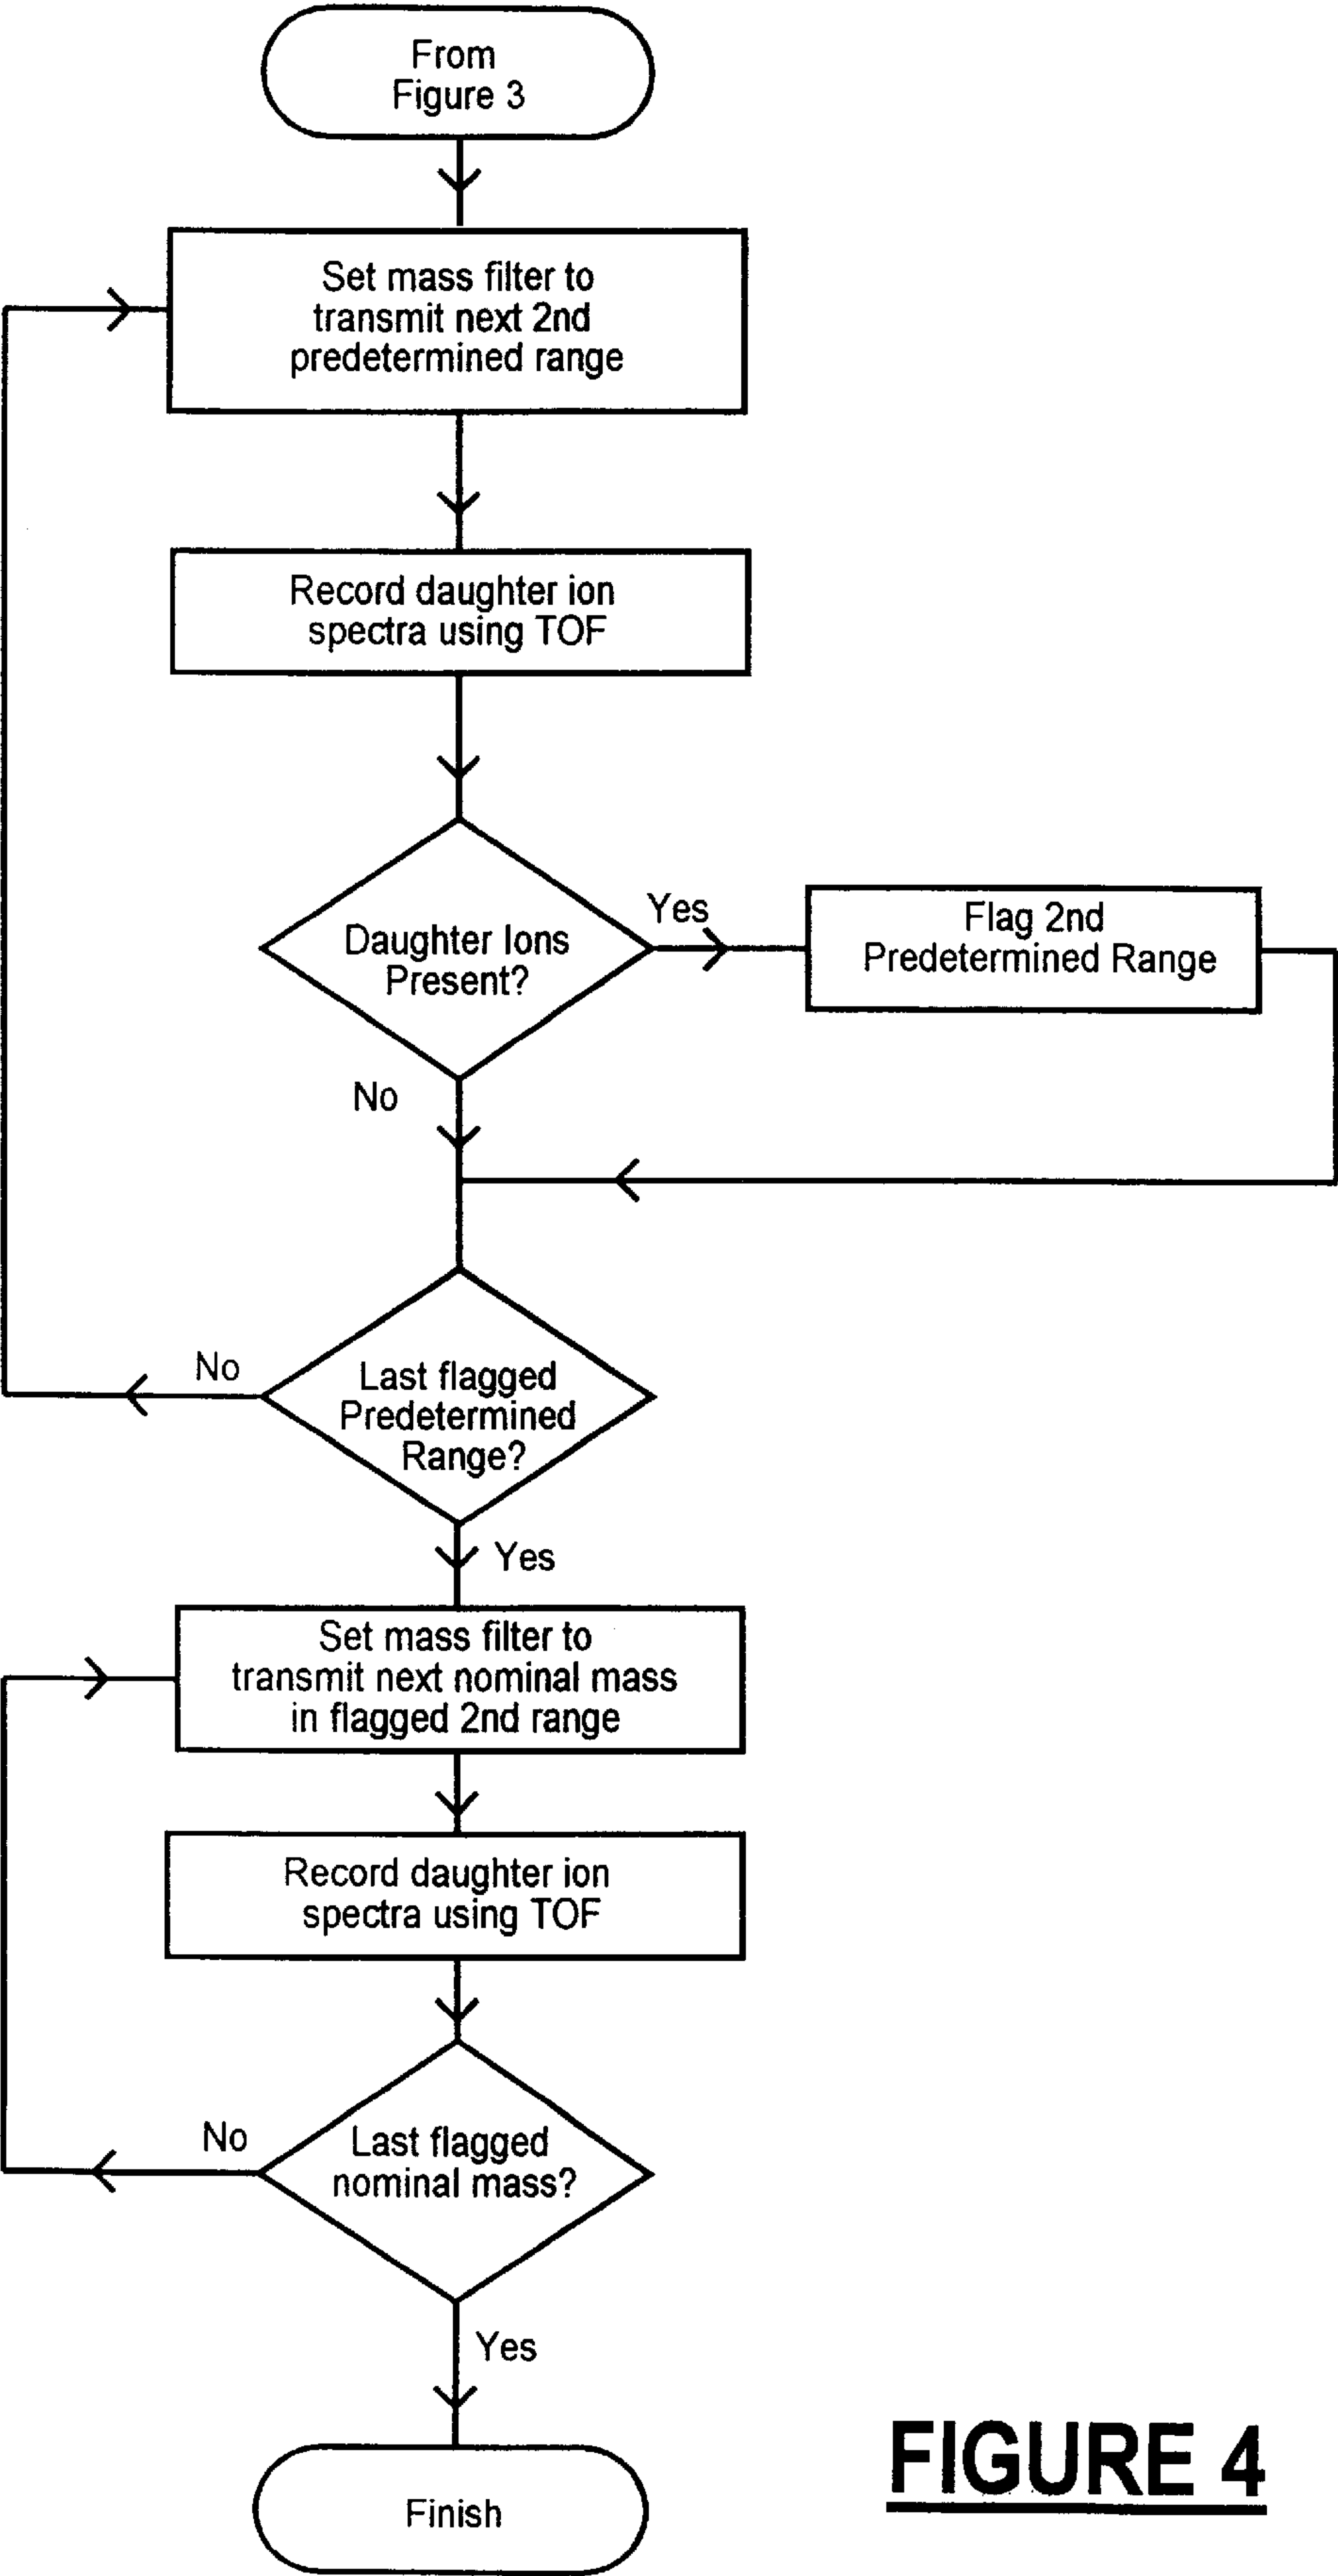 From
Figure 3
Set mass filter to
transmit next 2nd
predetermined range
Record daughter ion
spectra using TOF
Daughter Ions
Present?
Yes
Flag 2nd
Predetermined Range
No
Last flagged
Predetermined
Range?
No
Yes
Set mass filter to
transmit next nominal mass
in flagged 2nd range
Record daughter ion
spectra using TOF
Last flagged
nominal mass?
No
Yes
Finish
FIGURE 4